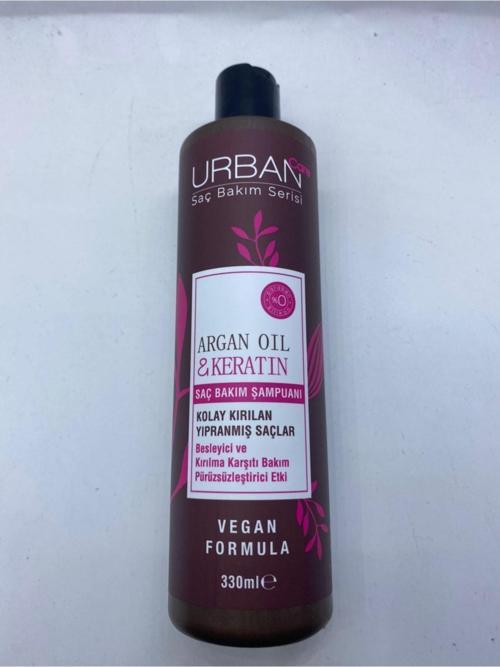 URBAN Care
Saç Bakım Serisi
%0
ARGAN OIL
& KERATIN
SAÇ BAKIM ŞAMPUANI
KOLAY KIRILAN
YIPRANMIŞ SAÇLAR
Besleyici ve
Kırılma Karşıtı Bakım
Pürüzsüzleştirici Etki
VEGAN
FORMULA
330ml℮